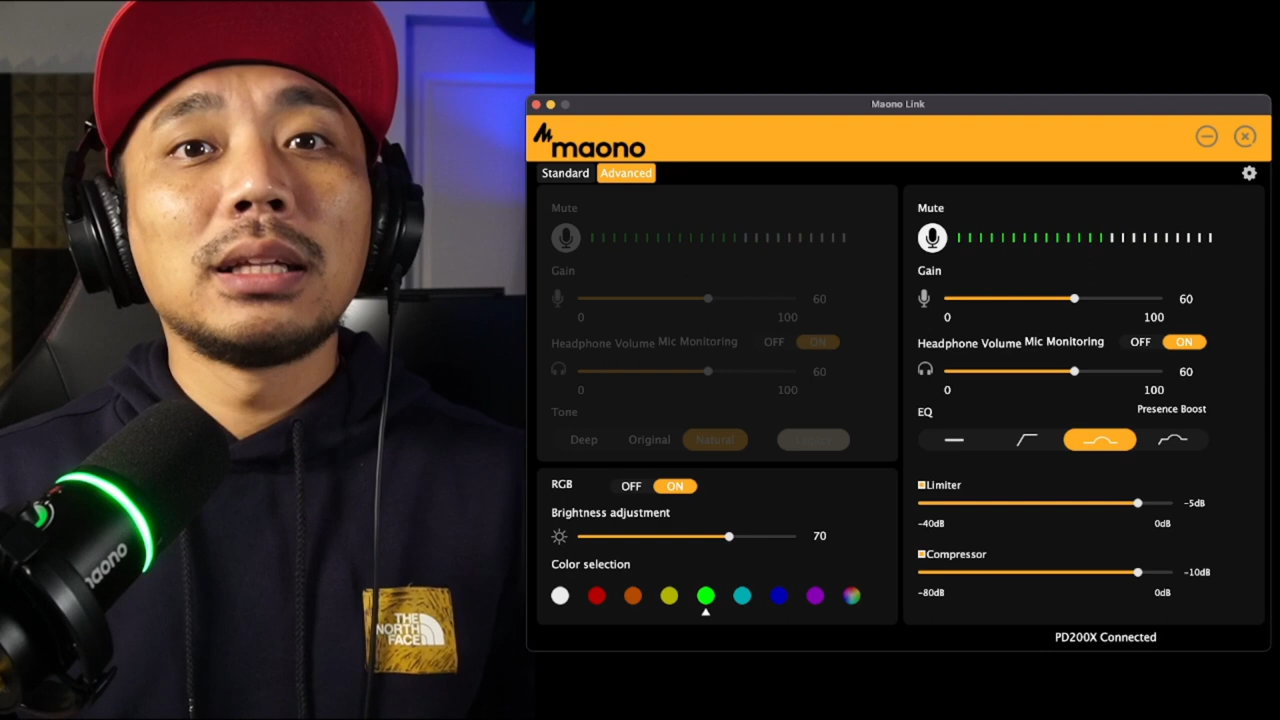 Maono Link
maono
Standard Advanced
Mute
Gain
60
0 100
Headphone Volume Mic Monitoring OFF ON
60
0 100
Tone
Deep Original Natural Legacy
RGB OFF ON
Brightness adjustment
70
Color selection
Mute
Gain
60
0 100
Headphone Volume Mic Monitoring OFF ON
60
0 100
EQ Presence Boost
Limiter
-5dB
-40dB 0dB
Compressor
-10dB
-80dB 0dB
PD200X Connected
maono
THE
NORTH
FACE